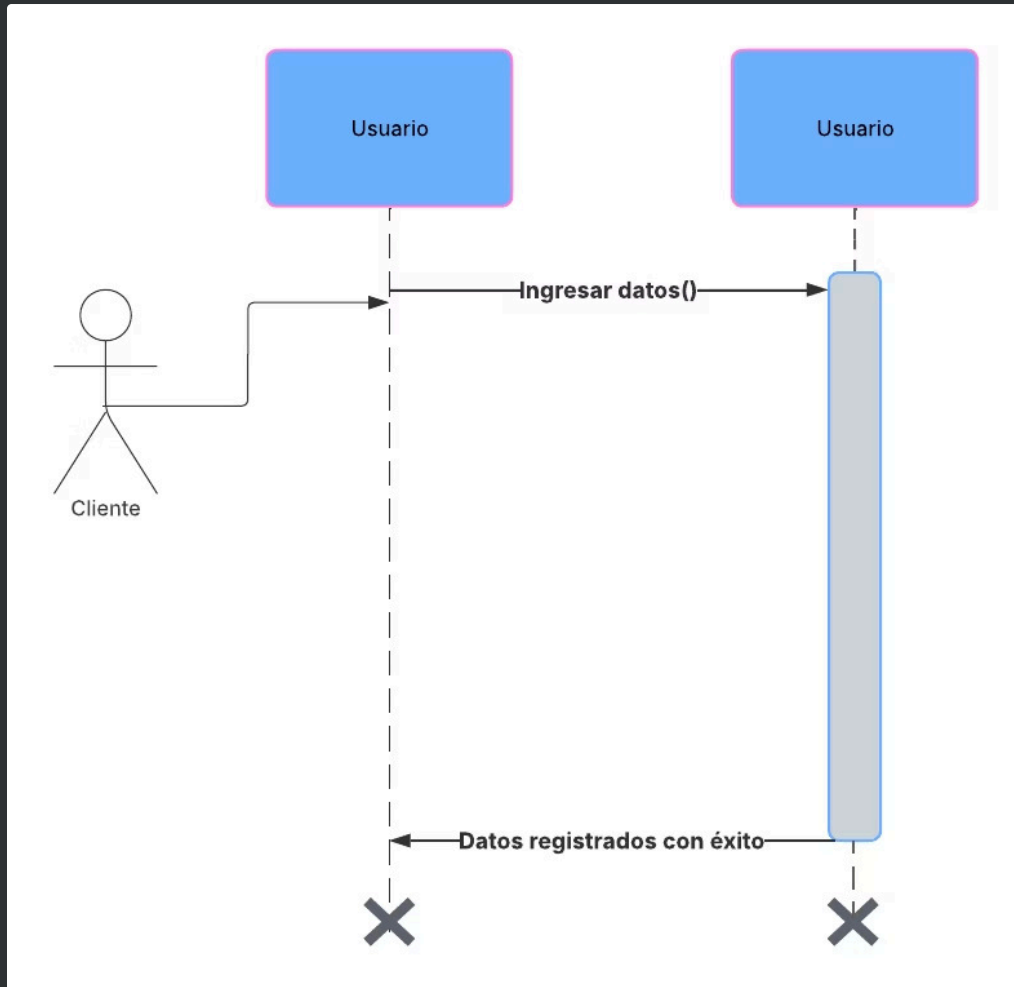 Usuario
Usuario
Ingresar datos()
Cliente
Datos registrados con éxito